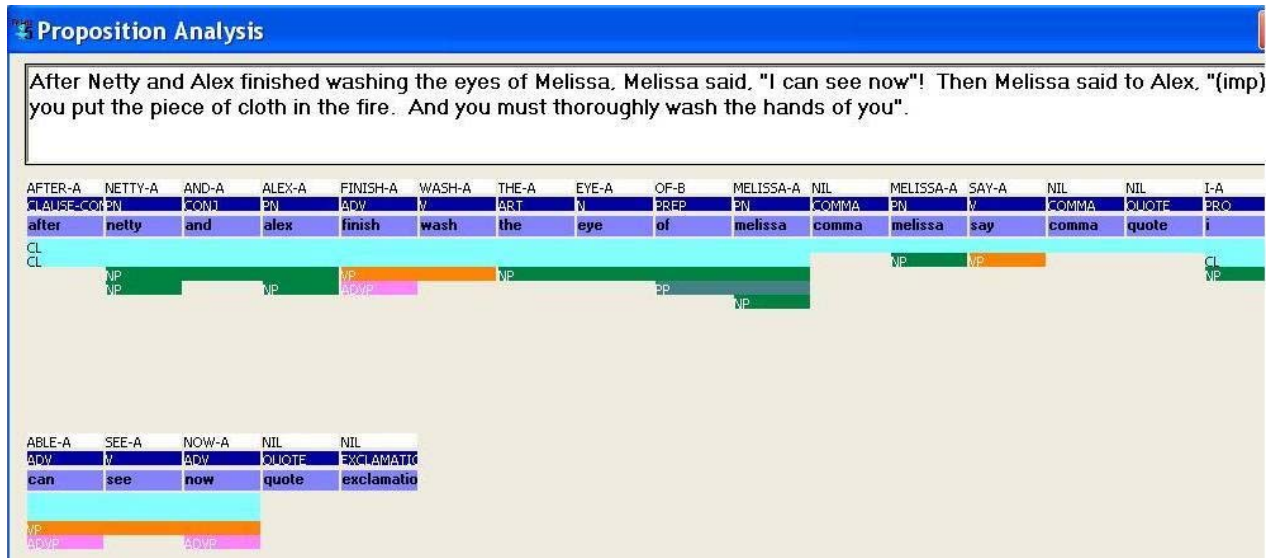 Proposition Analysis
After Netty and Alex finished washing the eyes of Melissa, Melissa said, "I can see now"! Then Melissa said to Alex, "(imp)
you put the piece of cloth in the fire. And you must thoroughly wash the hands of you".
AFTER-A NETTY-A AND-A ALEX-A FINISH-A WASH-A THE-A EYE-A OF-B MELISSA-A NIL MELISSA-A SAY-A NIL NIL I-A
CLAUSE-CON PN CONJ PN ADV V ART N PREP PN COMMA PN V COMMA QUOTE PRO
after netty and alex finish wash the eye of melissa comma melissa say comma quote i
CL
CL NP VP CL
NP VP NP NP
NP NP ADVP PP
NP
ABLE-A SEE-A NOW-A NIL NIL
ADV V ADV QUOTE EXCLAMATIO
can see now quote exclamatio
VP
ADVP ADVP